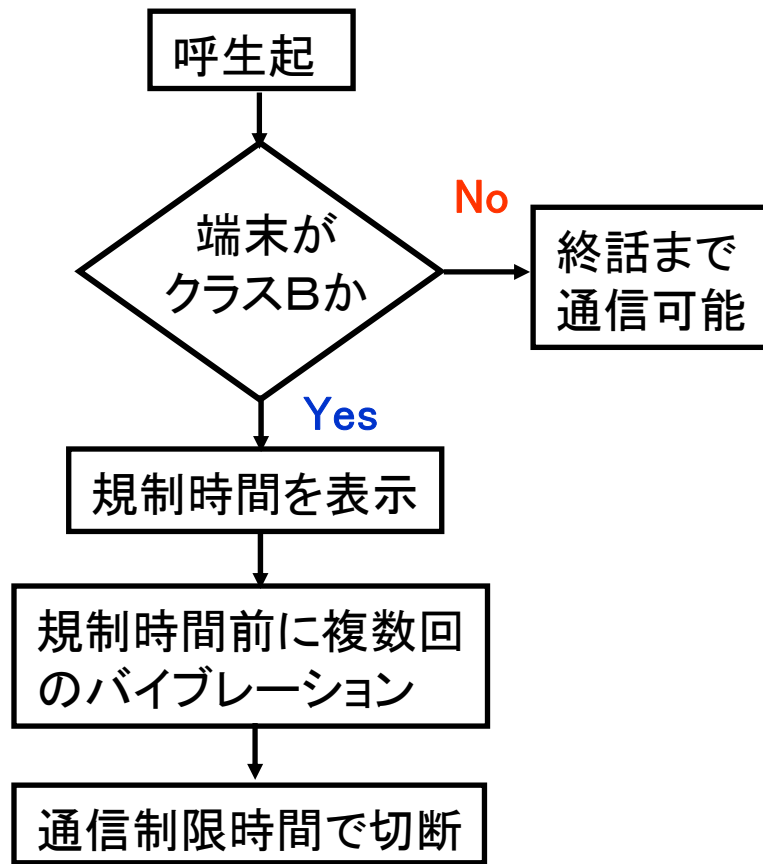 呼生起
端末が
クラスBか
No
終話まで
通信可能
Yes
規制時間を表示
規制時間前に複数回
のバイブレーション
通信制限時間で切断